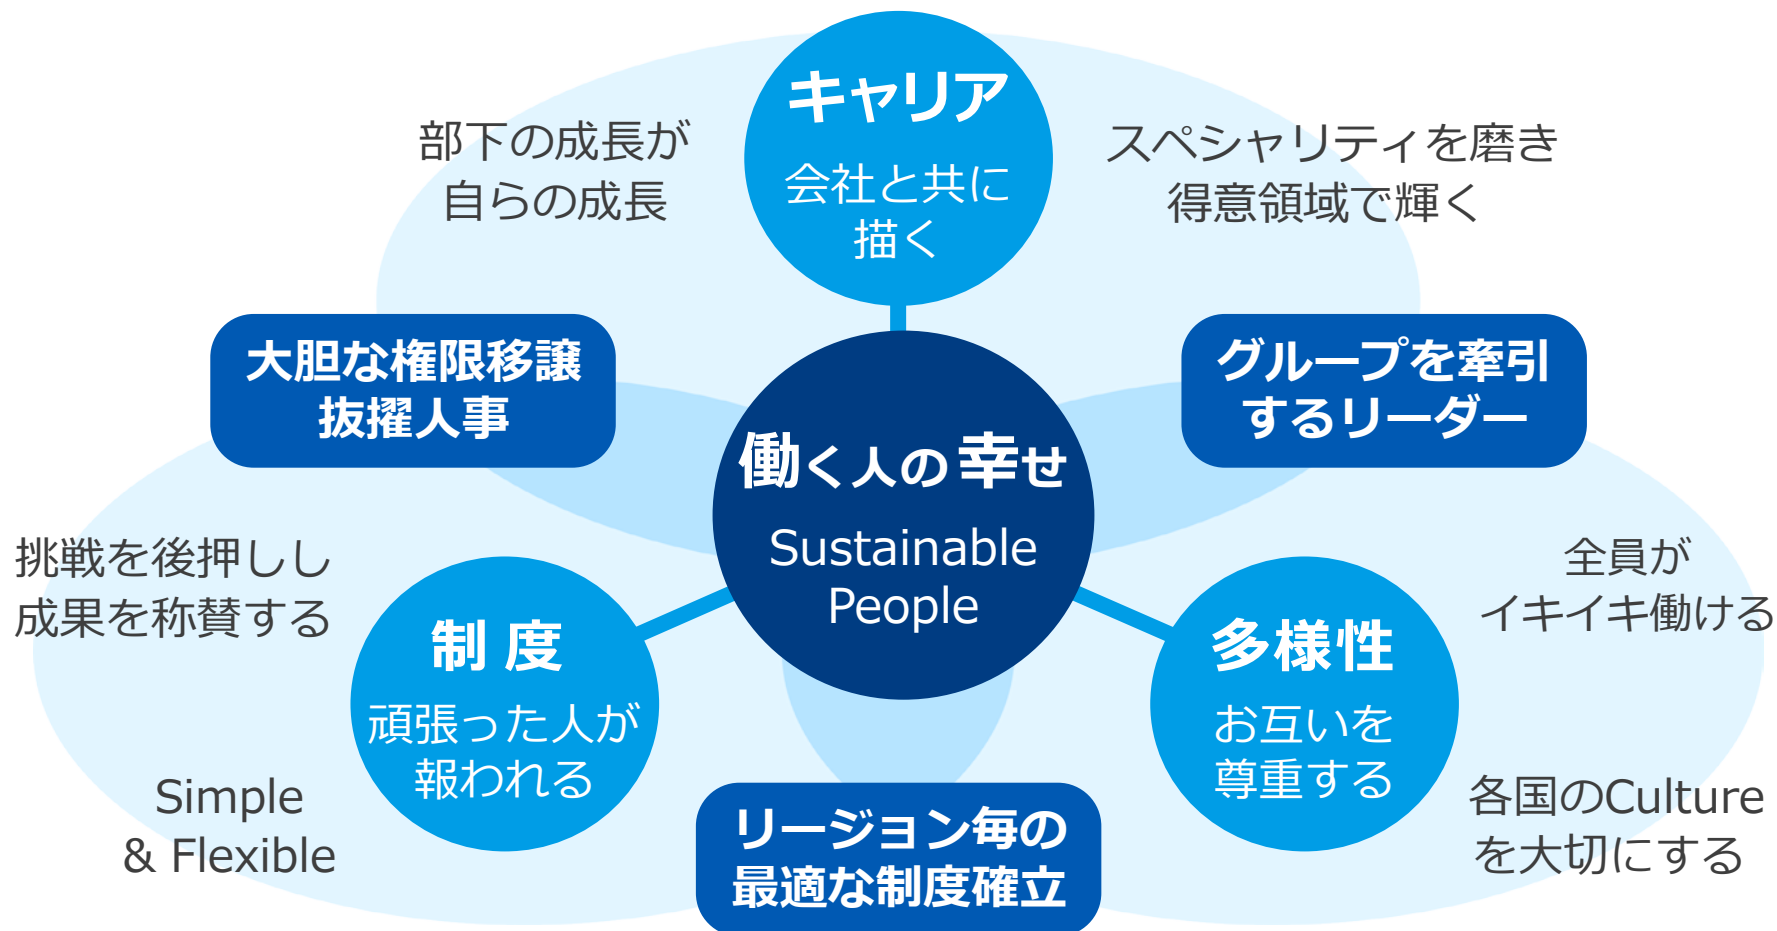 キャリア
会社と共に
描く
部下の成長が
自らの成長
スペシャリティを磨き
得意領域で輝く
大胆な権限移譲
抜擢人事
グループを牽引
するリーダー
働く人の幸せ
Sustainable
People
挑戦を後押しし
成果を称賛する
制度
頑張った人が
報われる
Simple
& Flexible
全員が
イキイキ働ける
多様性
お互いを
尊重する
各国のCulture
を大切にする
リージョン毎の
最適な制度確立